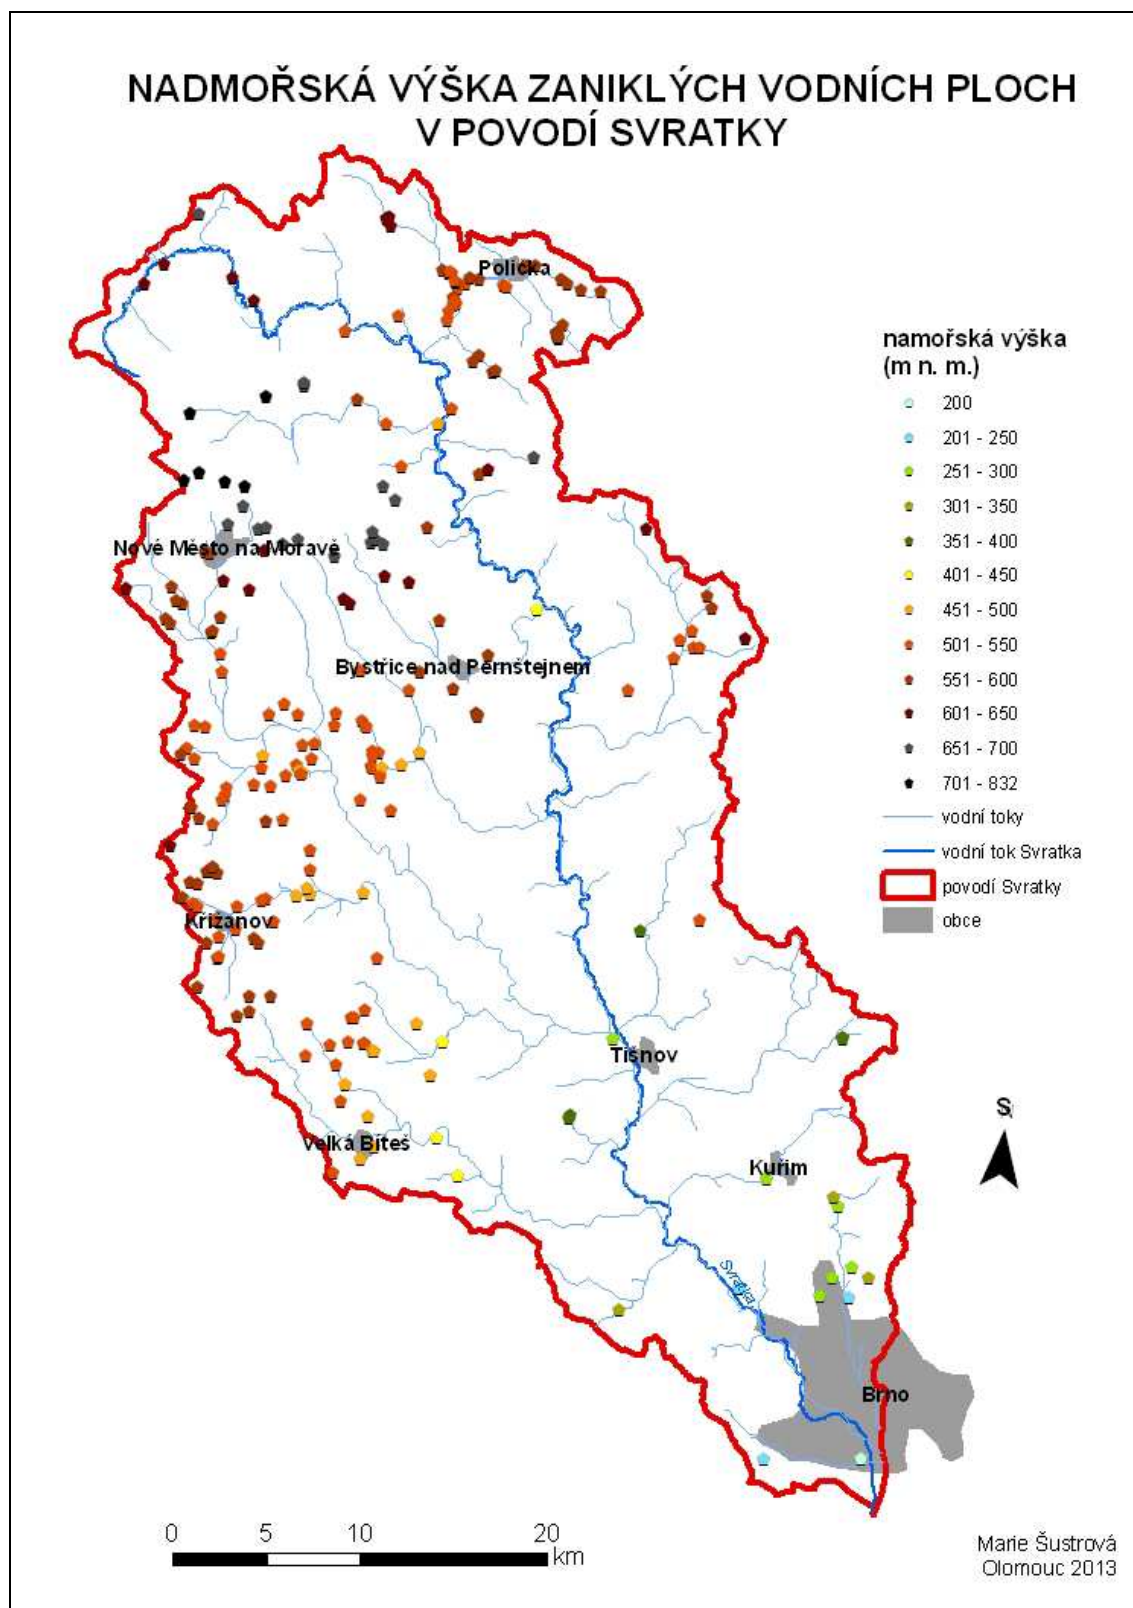 NADMOŘSKÁ VÝŠKA ZANIKLÝCH VODNÍCH PLOCH
V POVODÍ SVRATKY
Polička
namořská výška
(m n. m.)
200
201 - 250
251 - 300
301 - 350
351 - 400
401 - 450
451 - 500
501 - 550
551 - 600
601 - 650
651 - 700
701 - 832
vodní toky
vodní tok Svratka
povodí Svratky
obce
Nové Město na Moravě
Bystřice nad Pernštejnem
Křižanov
Tišnov
Velká Bíteš
Kuřim
S
Svratka
Brno
0 5 10 20
km
Marie Šustrová
Olomouc 2013